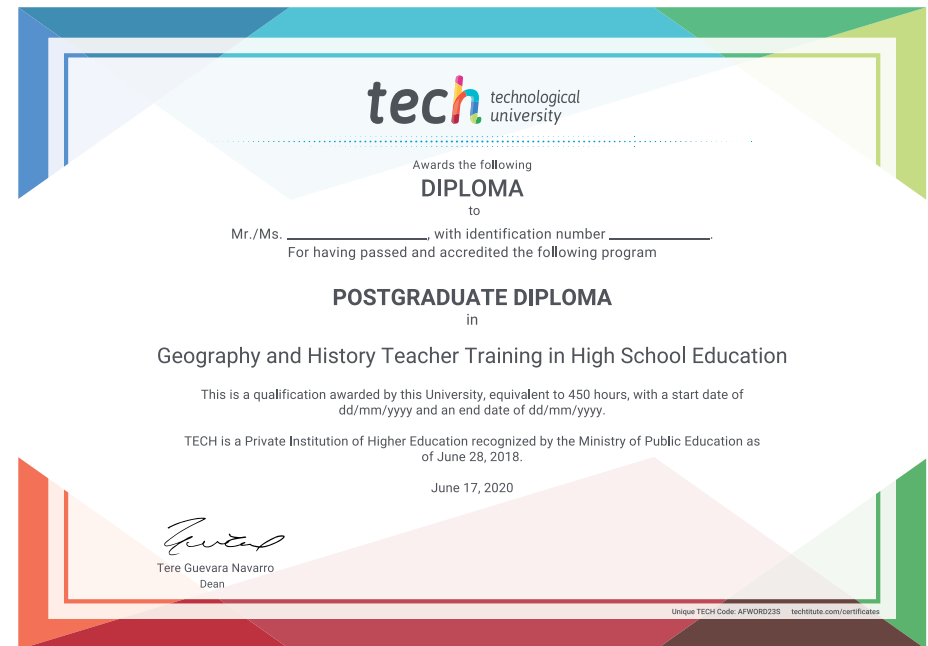 tech technological
university
Awards the following
DIPLOMA
to
Mr./Ms. ____________________, with identification number ______________.
For having passed and accredited the following program
POSTGRADUATE DIPLOMA
in
Geography and History Teacher Training in High School Education
This is a qualification awarded by this University, equivalent to 450 hours, with a start date of
dd/mm/yyyy and an end date of dd/mm/yyyy.
TECH is a Private Institution of Higher Education recognized by the Ministry of Public Education as
of June 28, 2018.
June 17, 2020
Tere Guevara Navarro
Dean
Unique TECH Code: AFWORD23S techtitute.com/certificates